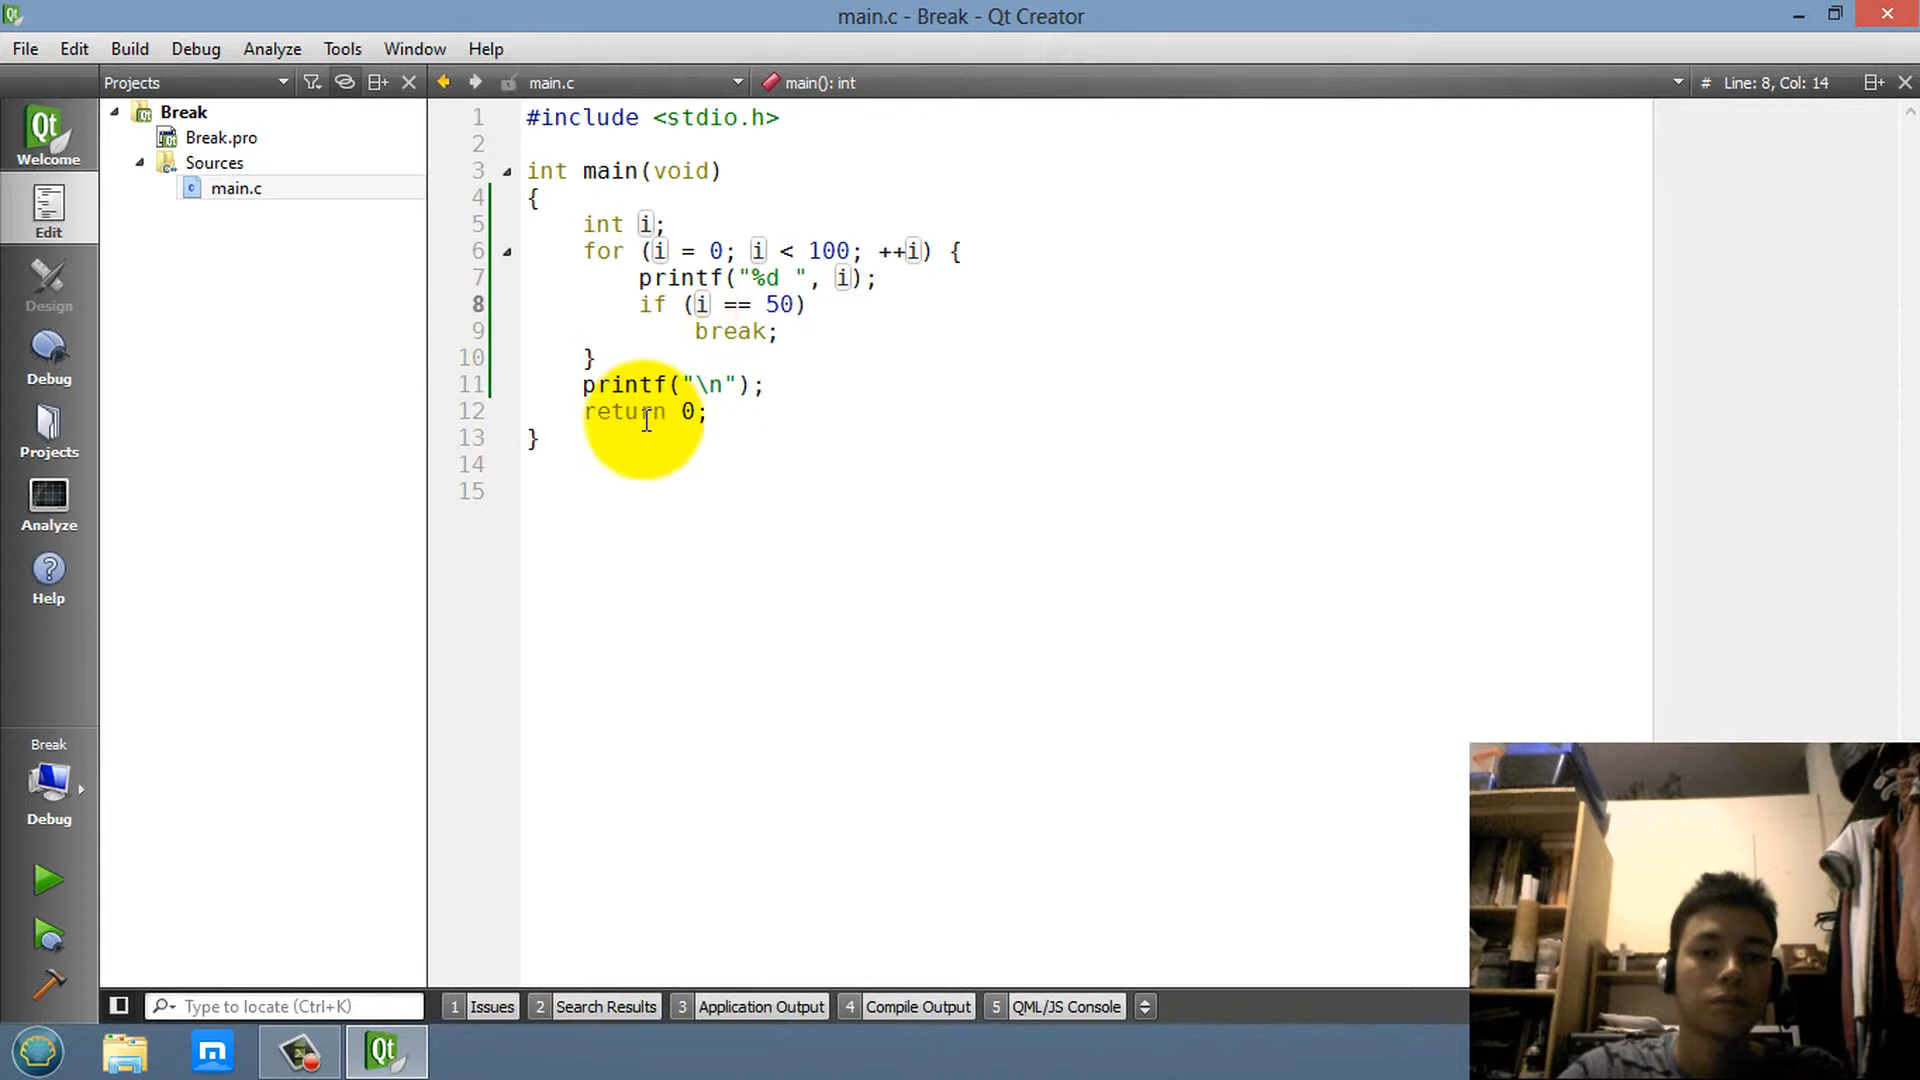 main.c - Break - Qt Creator
File Edit Build Debug Analyze Tools Window Help
Projects
main.c
main(): int
# Line: 8, Col: 14
Qt
Welcome
Edit
Design
Debug
Projects
Analyze
Help
Break
Debug
Break
Break.pro
Sources
main.c
1 #include <stdio.h>
2
3 int main(void)
4 {
5 int i;
6 for (i = 0; i < 100; ++i) {
7 printf("%d ", i);
8 if (i == 50)
9 break;
10 }
11 printf("\n");
12 return 0;
13 }
14
15
Type to locate (Ctrl+K)
1 Issues 2 Search Results 3 Application Output 4 Compile Output 5 QML/JS Console
Qt